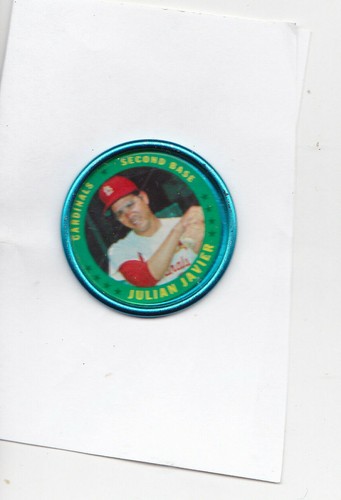 CARDINALS
SECOND BASE
JULIAN JAVIER